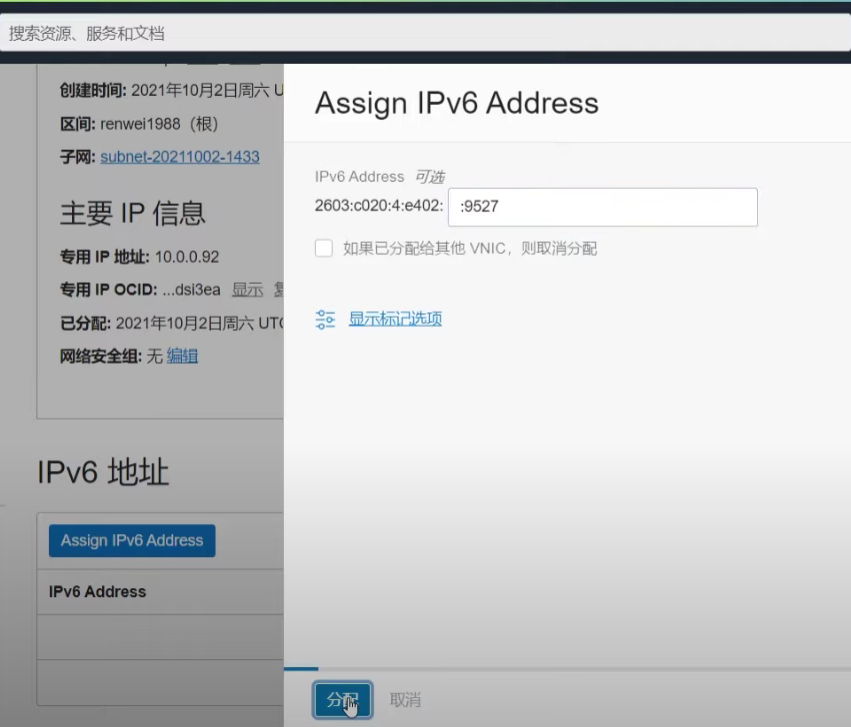 搜索资源、服务和文档
创建时间: 2021年10月2日周六 U
区间: renwei1988（根）
子网: subnet-20211002-1433
主要 IP 信息
专用 IP 地址: 10.0.0.92
专用 IP OCID: ...dsi3ea 显示
已分配: 2021年10月2日周六 UTC
网络安全组: 无 编辑
IPv6 地址
Assign IPv6 Address
IPv6 Address
Assign IPv6 Address
IPv6 Address 可选
2603:c020:4:e402: :9527
如果已分配给其他 VNIC，则取消分配
显示标记选项
分配 取消